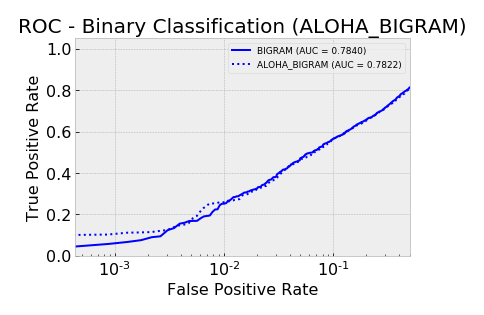 ROC - Binary Classification (ALOHA_BIGRAM)
BIGRAM (AUC = 0.7840)
ALOHA_BIGRAM (AUC = 0.7822)
True Positive Rate
1.0
0.8
0.6
0.4
0.2
0.0
10⁻³
10⁻²
10⁻¹
False Positive Rate